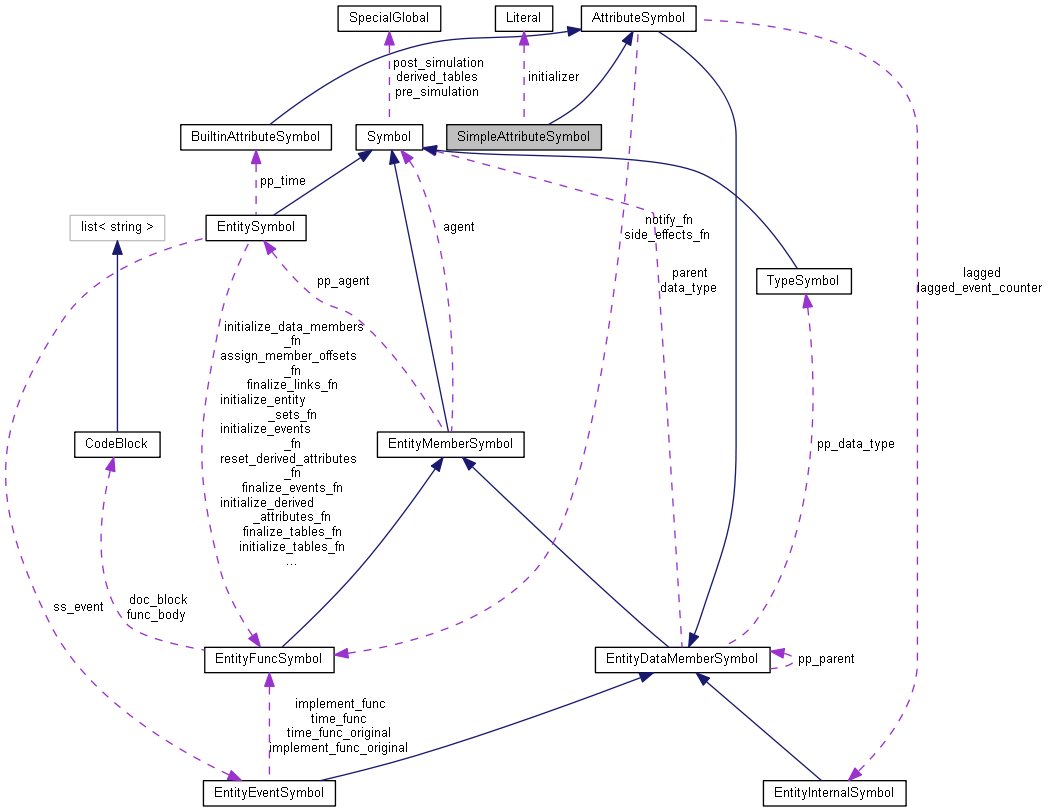 SpecialGlobal
Literal
AttributeSymbol
post_simulation
derived_tables
pre_simulation
initializer
BuiltinAttributeSymbol
Symbol
SimpleAttributeSymbol
pp_time
list< string >
EntitySymbol
agent
notify_fn
side_effects_fn
pp_agent
parent
data_type
TypeSymbol
lagged
lagged_event_counter
initialize_data_members
_fn
assign_member_offsets
_fn
finalize_links_fn
initialize_entity
_sets_fn
initialize_events
_fn
reset_derived_attributes
_fn
finalize_events_fn
initialize_derived
_attributes_fn
finalize_tables_fn
initialize_tables_fn
...
CodeBlock
EntityMemberSymbol
pp_data_type
ss_event
doc_block
func_body
EntityFuncSymbol
EntityDataMemberSymbol
pp_parent
implement_func
time_func
time_func_original
implement_func_original
EntityEventSymbol
EntityInternalSymbol